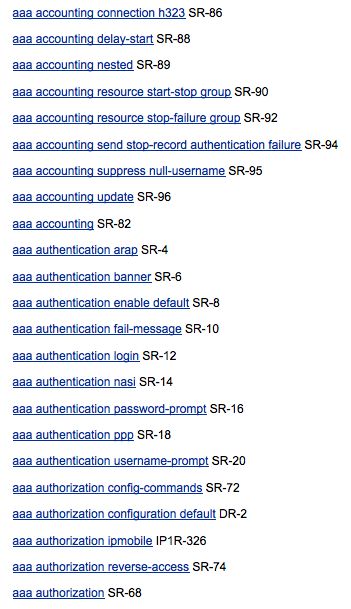 aaa accounting connection h323 SR-86
aaa accounting delay-start SR-88
aaa accounting nested SR-89
aaa accounting resource start-stop group SR-90
aaa accounting resource stop-failure group SR-92
aaa accounting send stop-record authentication failure SR-94
aaa accounting suppress null-username SR-95
aaa accounting update SR-96
aaa accounting SR-82
aaa authentication arap SR-4
aaa authentication banner SR-6
aaa authentication enable default SR-8
aaa authentication fail-message SR-10
aaa authentication login SR-12
aaa authentication nasi SR-14
aaa authentication password-prompt SR-16
aaa authentication ppp SR-18
aaa authentication username-prompt SR-20
aaa authorization config-commands SR-72
aaa authorization configuration default DR-2
aaa authorization ipmobile IP1R-326
aaa authorization reverse-access SR-74
aaa authorization SR-68